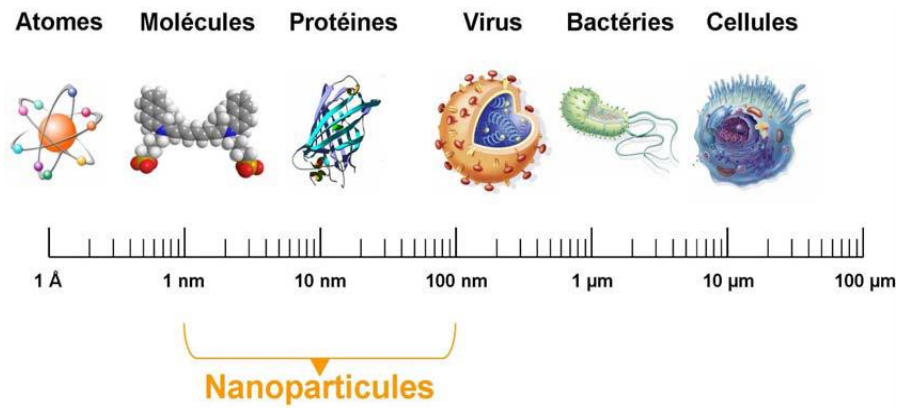 Atomes Molécules Protéines Virus Bactéries Cellules
1 Å 1 nm 10 nm 100 nm 1 µm 10 µm 100 µm
Nanoparticules